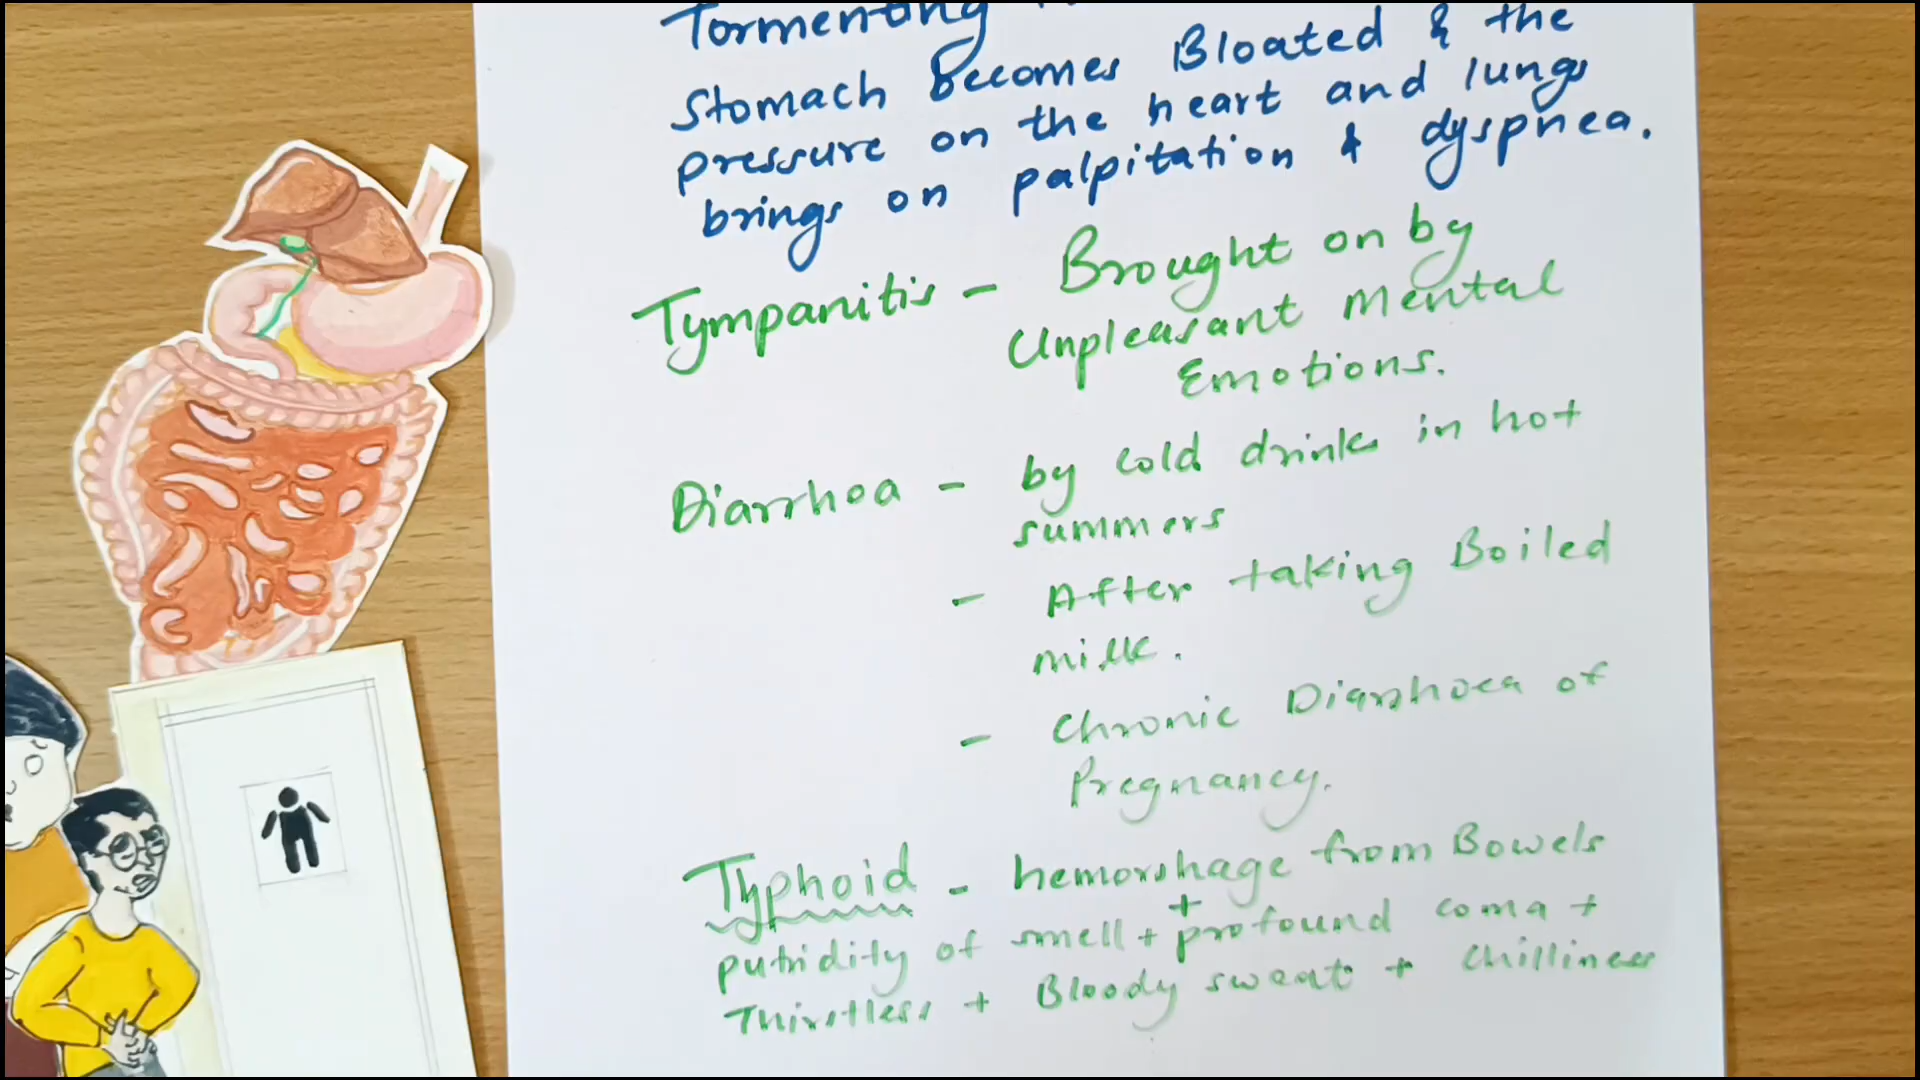 Tormenting
Stomach Becomes Bloated & the
pressure on the heart and lungs
brings on palpitation & dyspnea.
Tympanitis - Brought on by
Unpleasant Mental
Emotions.
Diarrhoa - by cold drinks in hot
summers
- After taking Boiled
milk.
- Chronic Diarrhoea of
Pregnancy.
Typhoid - hemorrhage from Bowels
+
putridity of smell + profound coma +
Thirstless + Bloody sweat + chilliness